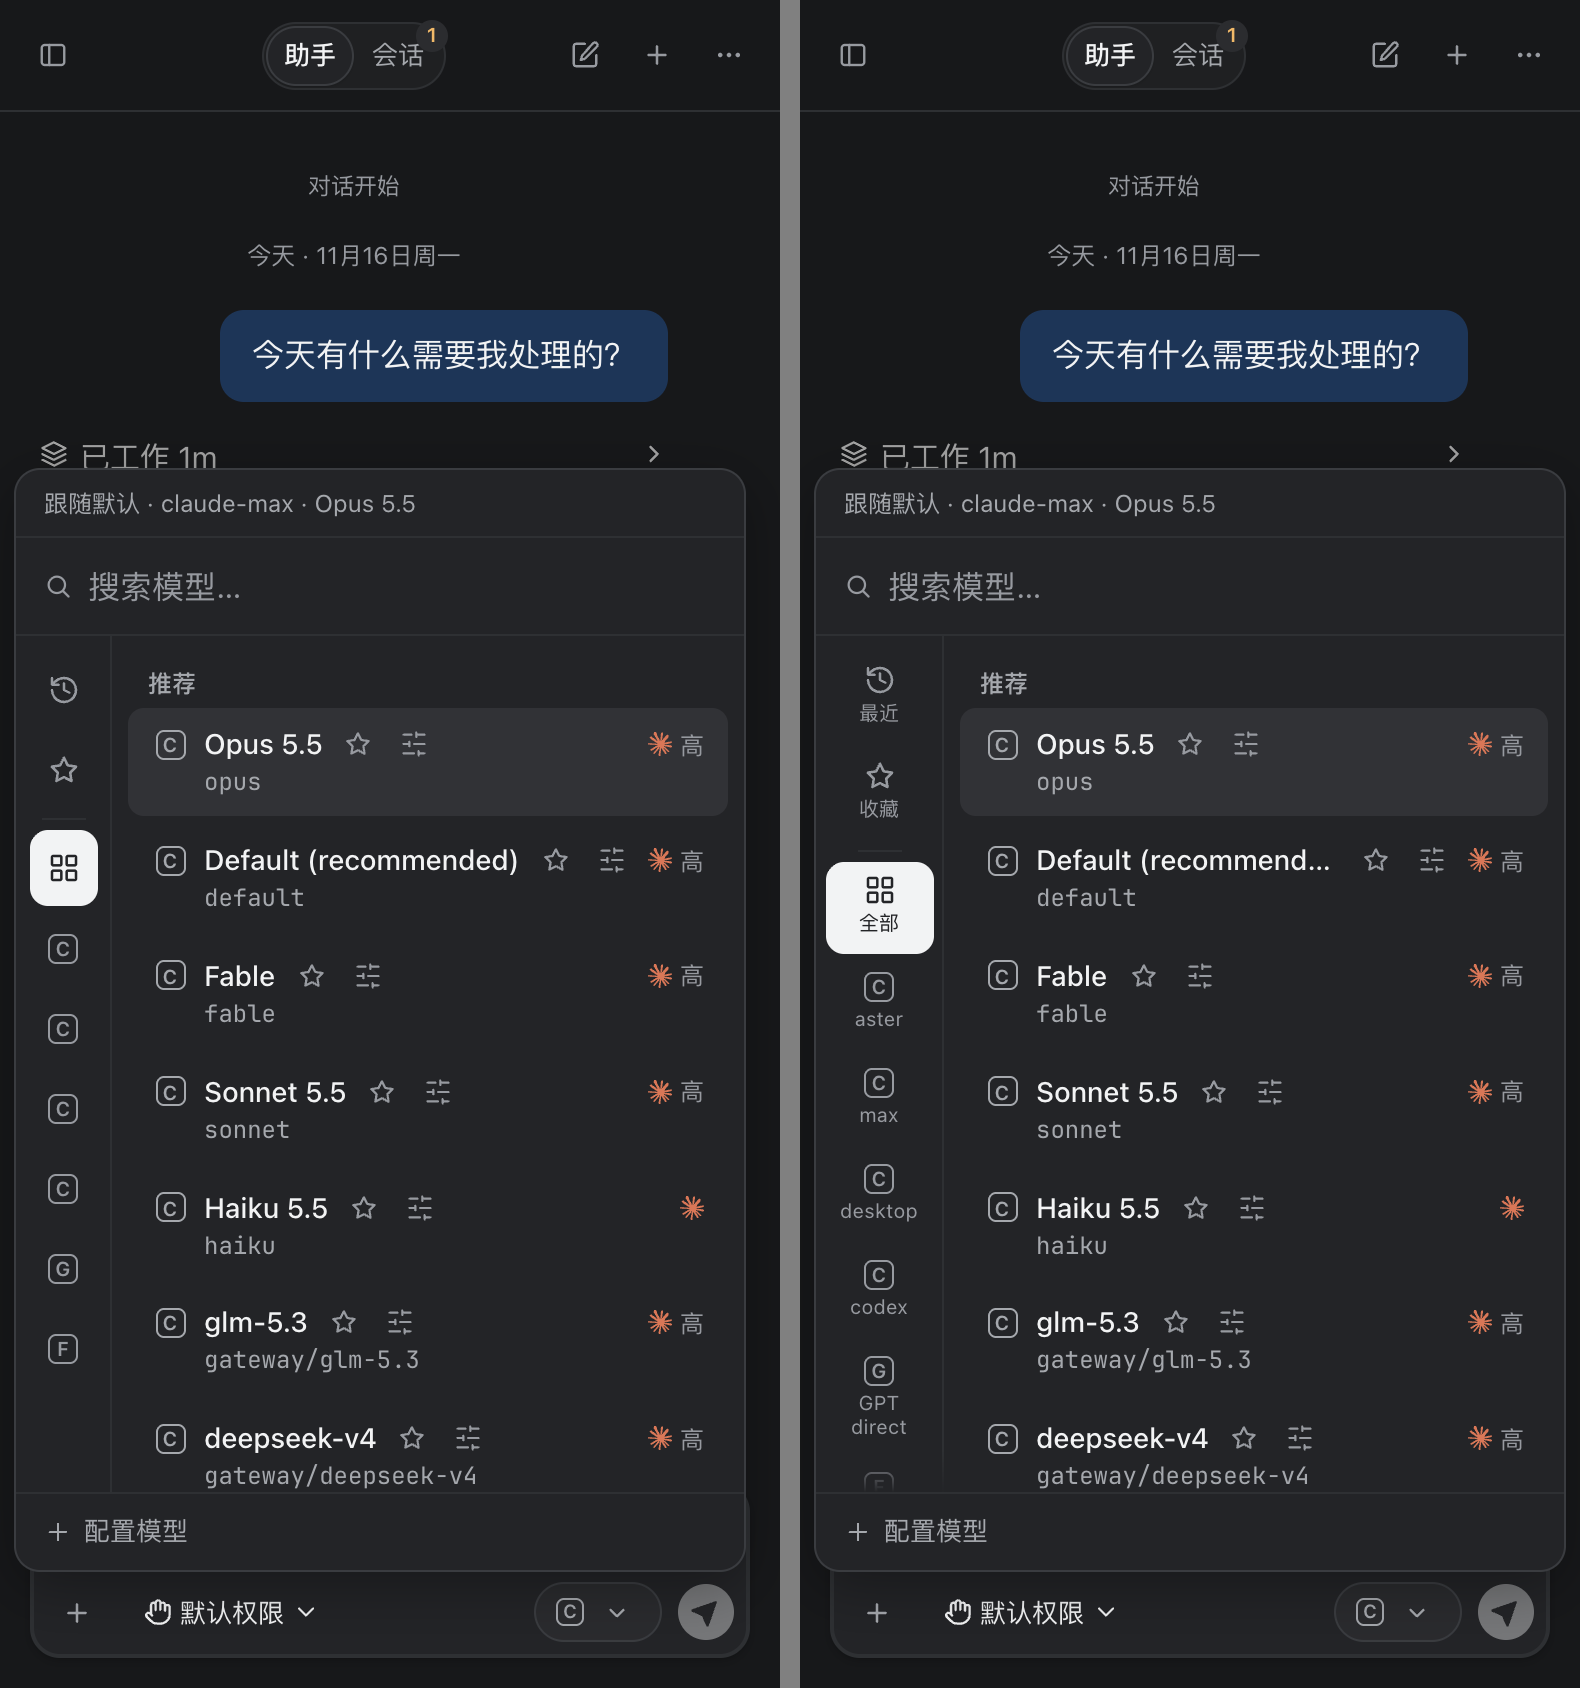 助手
会话
1
对话开始
今天 · 11月16日周一
今天有什么需要我处理的?
已工作 1m
跟随默认 · claude-max · Opus 5.5
搜索模型...
推荐
C Opus 5.5 高
opus
C Default (recommended) 高
default
C Fable 高
fable
C Sonnet 5.5 高
sonnet
C Haiku 5.5
haiku
C glm-5.3 高
gateway/glm-5.3
C deepseek-v4 高
gateway/deepseek-v4
C
C
C
C
G
F
配置模型
默认权限
C
助手
会话
1
对话开始
今天 · 11月16日周一
今天有什么需要我处理的?
已工作 1m
跟随默认 · claude-max · Opus 5.5
搜索模型...
最近
收藏
全部
C
aster
C
max
C
desktop
C
codex
G
GPT
direct
F
推荐
C Opus 5.5 高
opus
C Default (recommend... 高
default
C Fable 高
fable
C Sonnet 5.5 高
sonnet
C Haiku 5.5
haiku
C glm-5.3 高
gateway/glm-5.3
C deepseek-v4 高
gateway/deepseek-v4
配置模型
默认权限
C